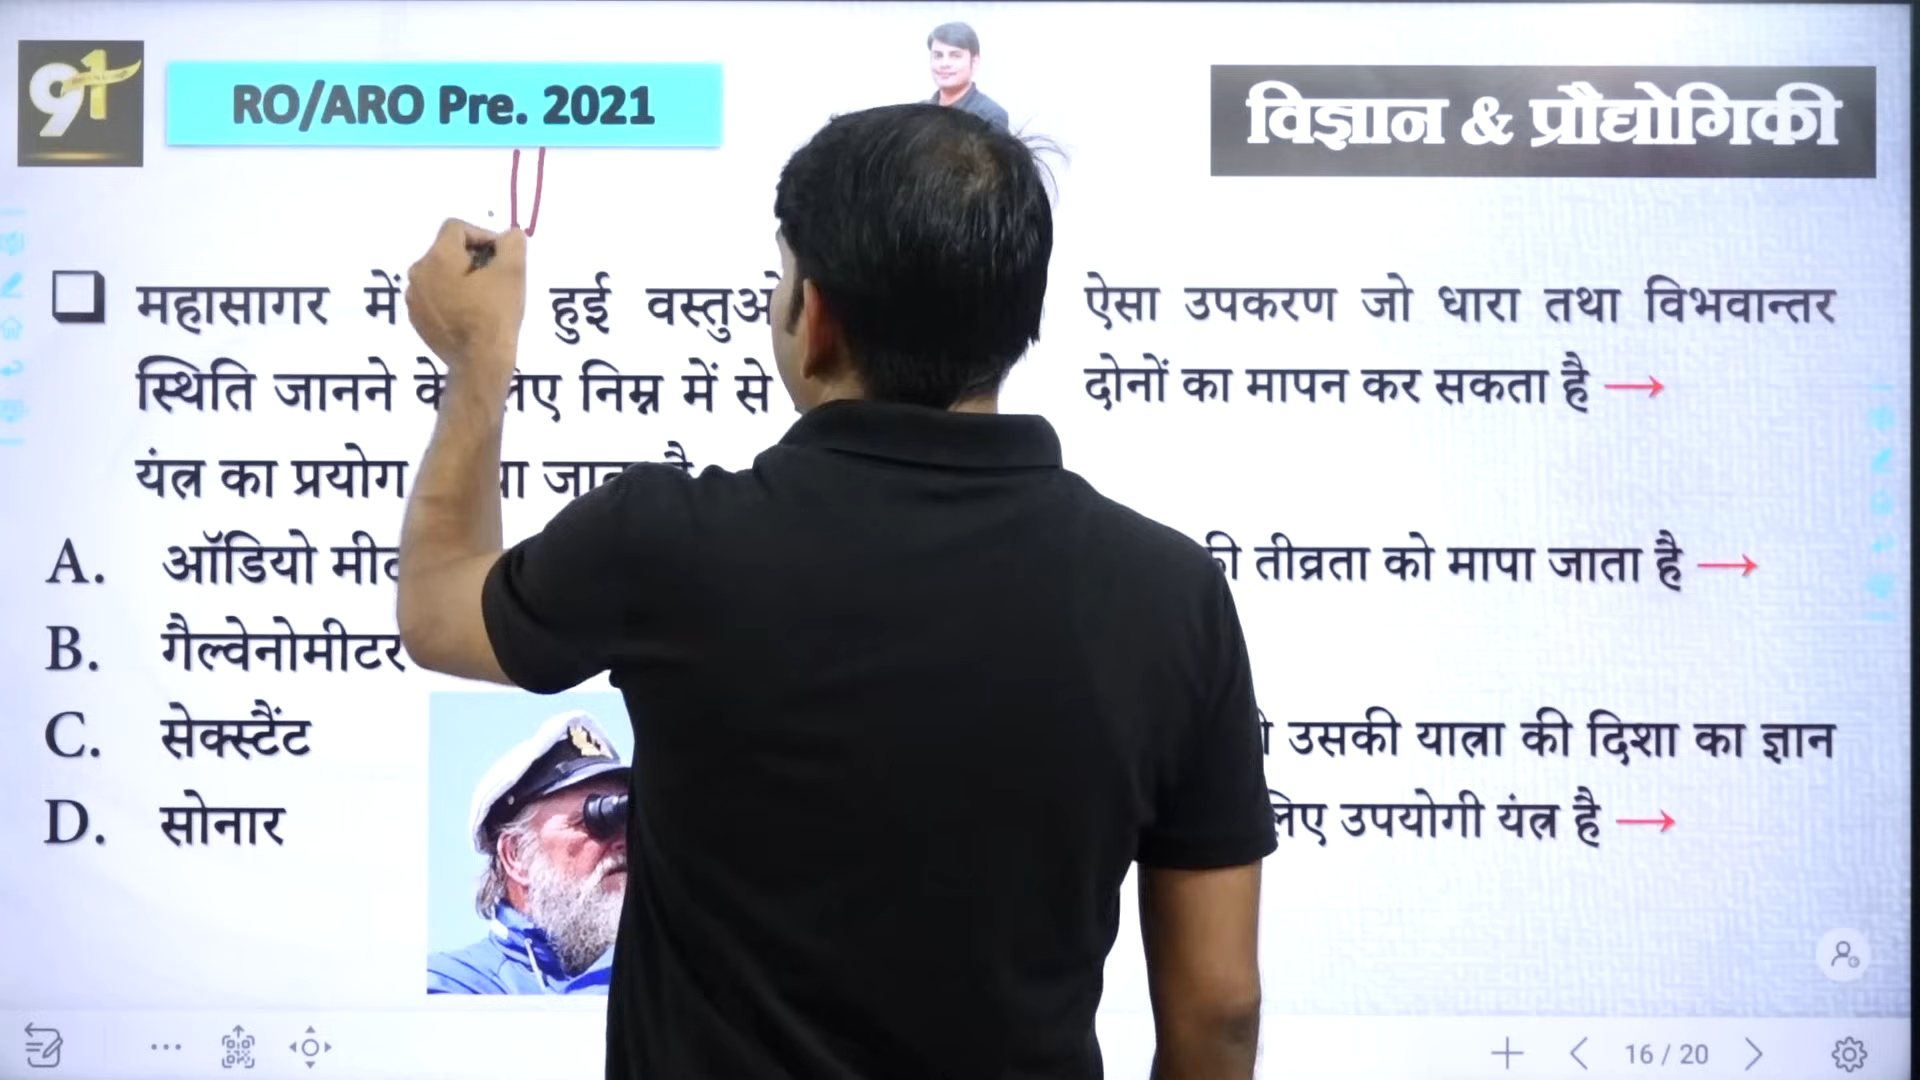 91
RO/ARO Pre. 2021
विज्ञान & प्रौद्योगिकी
महासागर में हुई
स्थिति जानने के लिए निम्न में से
यंत्र का प्रयोग जाता है
A. ऑडियो
B. गैल्वेनोमीटर
C. सेक्स्टैंट
D. सोनार
ऐसा उपकरण जो धारा तथा विभवान्तर
दोनों का मापन कर सकता है →
की तीव्रता को मापा जाता है →
उसकी यात्रा की दिशा का ज्ञान
लिए उपयोगी यंत्र है →
16 / 20